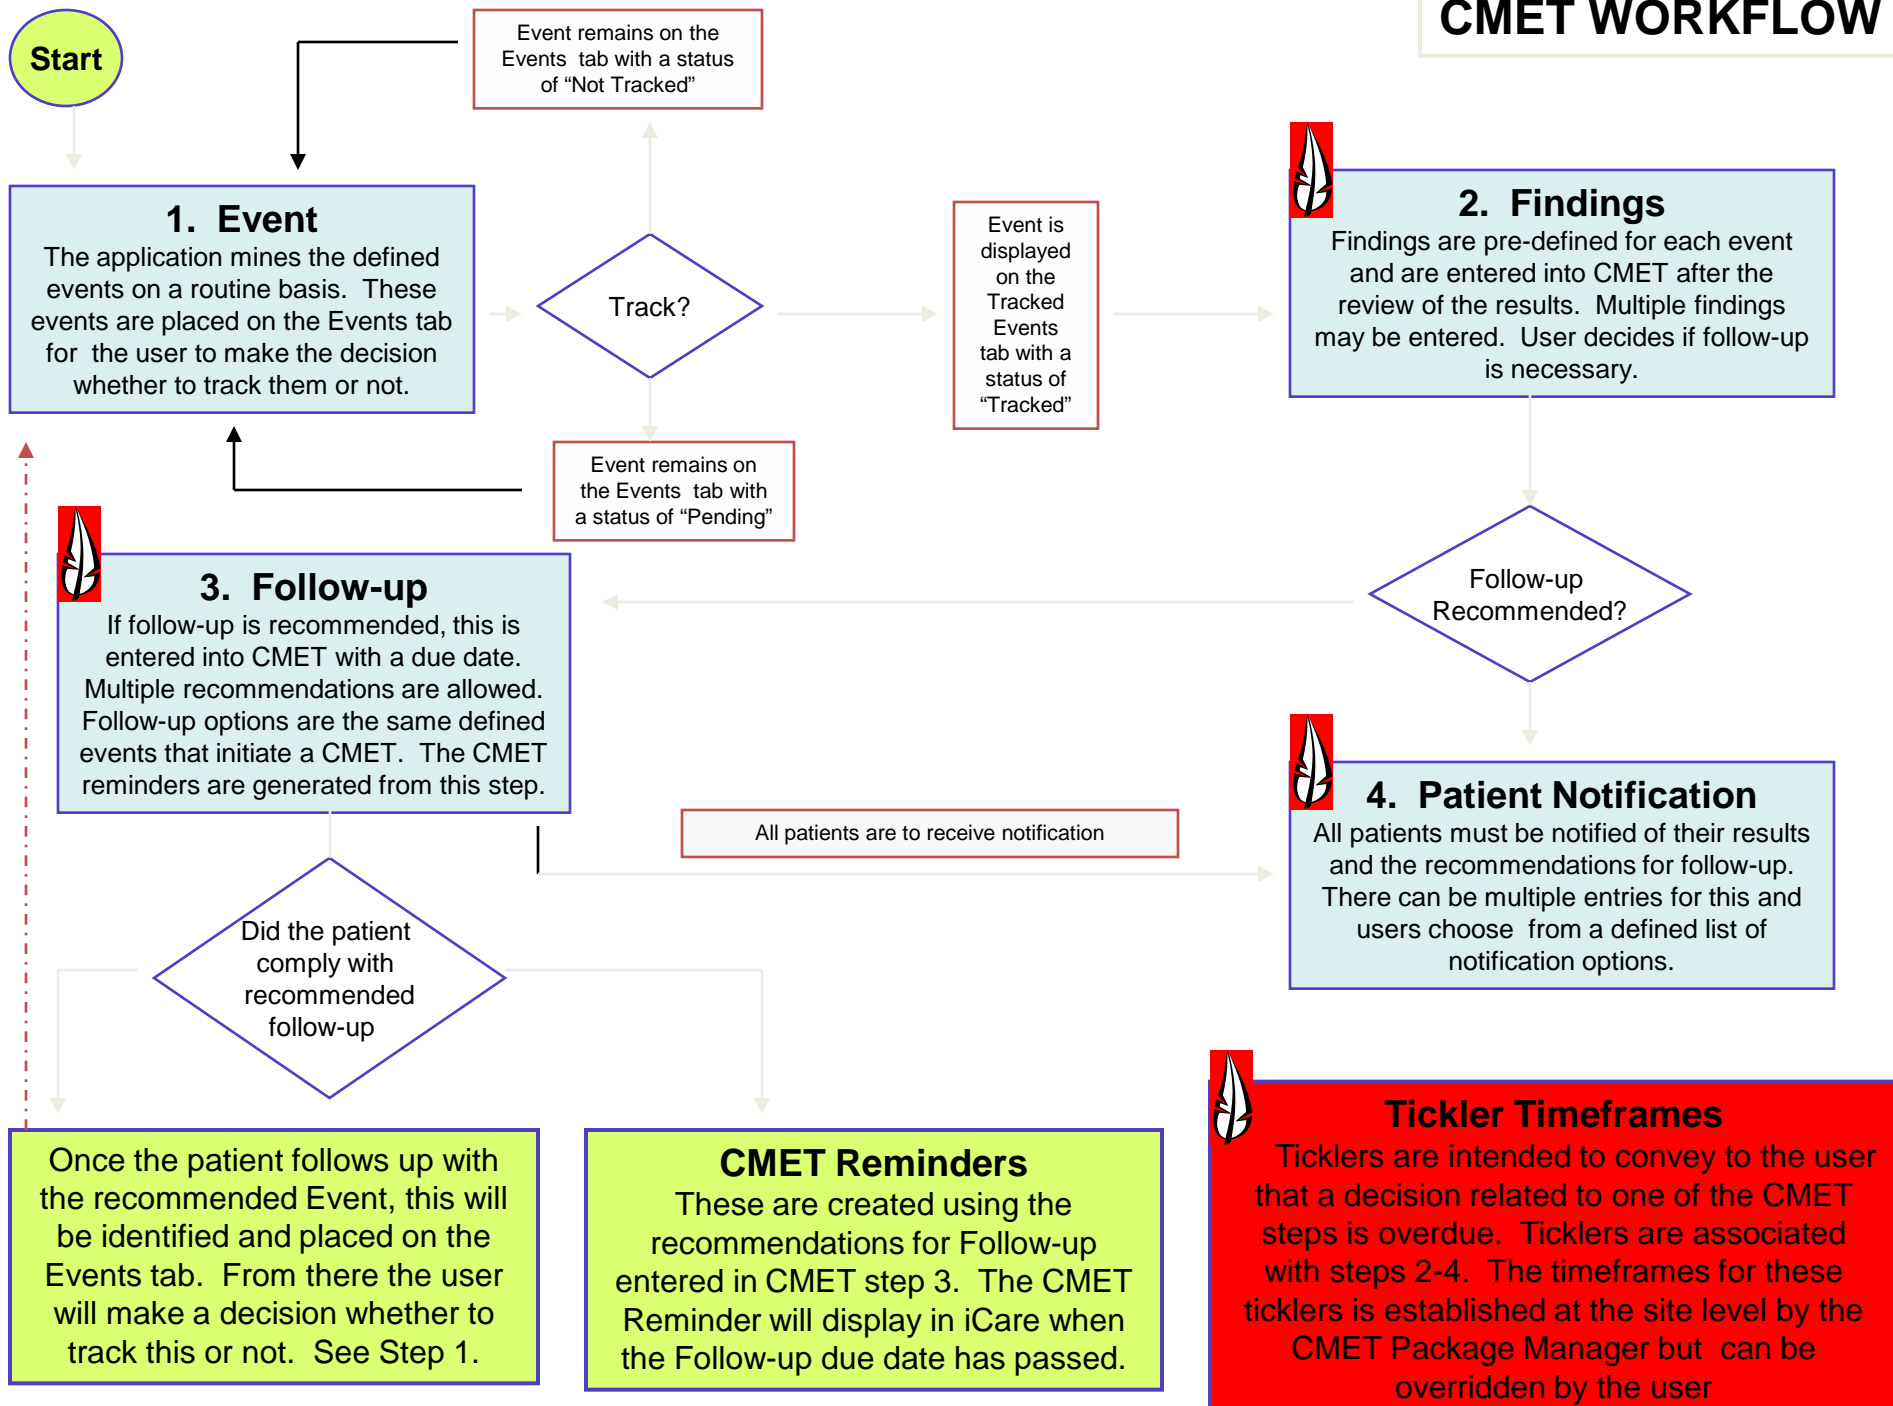 CMET WORKFLOW
Start
Event remains on the
Events tab with a status
of “Not Tracked”
1. Event
The application mines the defined
events on a routine basis. These
events are placed on the Events tab
for the user to make the decision
whether to track them or not.
Track?
Event is
displayed
on the
Tracked
Events
tab with a
status of
“Tracked”
2. Findings
Findings are pre-defined for each event
and are entered into CMET after the
review of the results. Multiple findings
may be entered. User decides if follow-up
is necessary.
Event remains on
the Events tab with
a status of “Pending”
Follow-up
Recommended?
3. Follow-up
If follow-up is recommended, this is
entered into CMET with a due date.
Multiple recommendations are allowed.
Follow-up options are the same defined
events that initiate a CMET. The CMET
reminders are generated from this step.
All patients are to receive notification
4. Patient Notification
All patients must be notified of their results
and the recommendations for follow-up.
There can be multiple entries for this and
users choose from a defined list of
notification options.
Did the patient
comply with
recommended
follow-up
Once the patient follows up with
the recommended Event, this will
be identified and placed on the
Events tab. From there the user
will make a decision whether to
track this or not. See Step 1.
CMET Reminders
These are created using the
recommendations for Follow-up
entered in CMET step 3. The CMET
Reminder will display in iCare when
the Follow-up due date has passed.
Tickler Timeframes
Ticklers are intended to convey to the user
that a decision related to one of the CMET
steps is overdue. Ticklers are associated
with steps 2-4. The timeframes for these
ticklers is established at the site level by the
CMET Package Manager but can be
overridden by the user